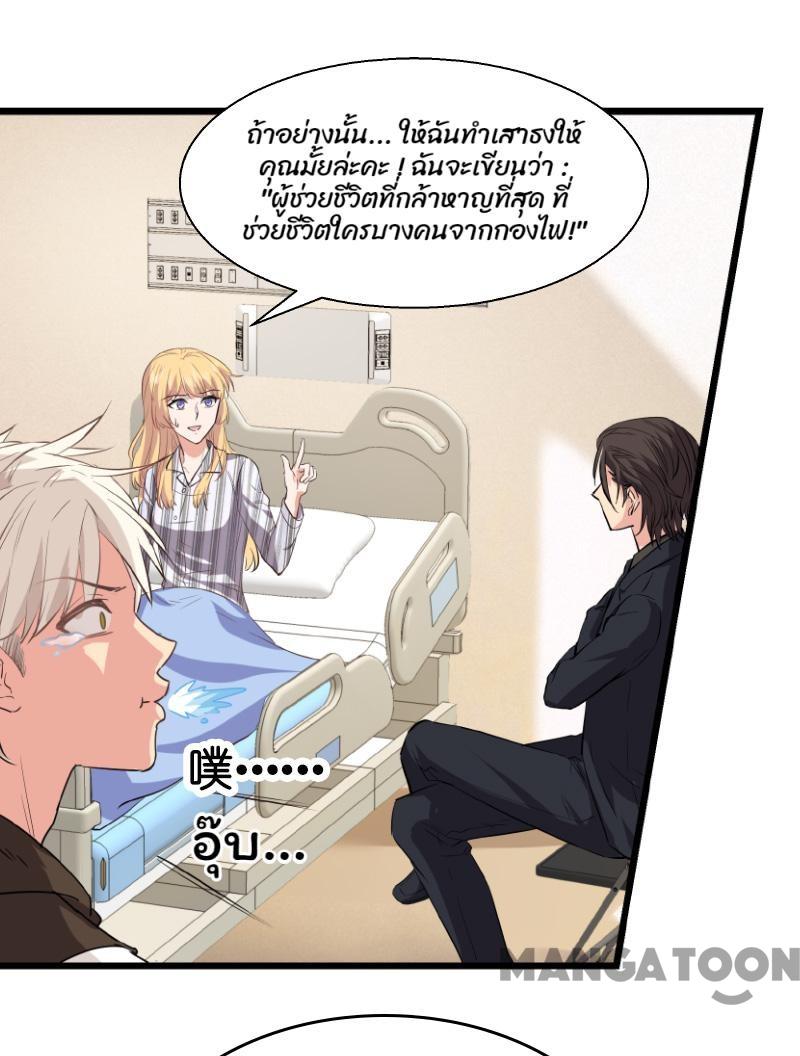 ถ้าอย่างนั้น... ให้ฉันทำเสาธงให้
คุณมั้ยล่ะคะ ! ฉันจะเขียนว่า :
"ผู้ช่วยชีวิตที่กล้าหาญที่สุด ที่
ช่วยชีวิตใครบางคนจากกองไฟ!"
噗······
อุ๊บ...
MANGATOON